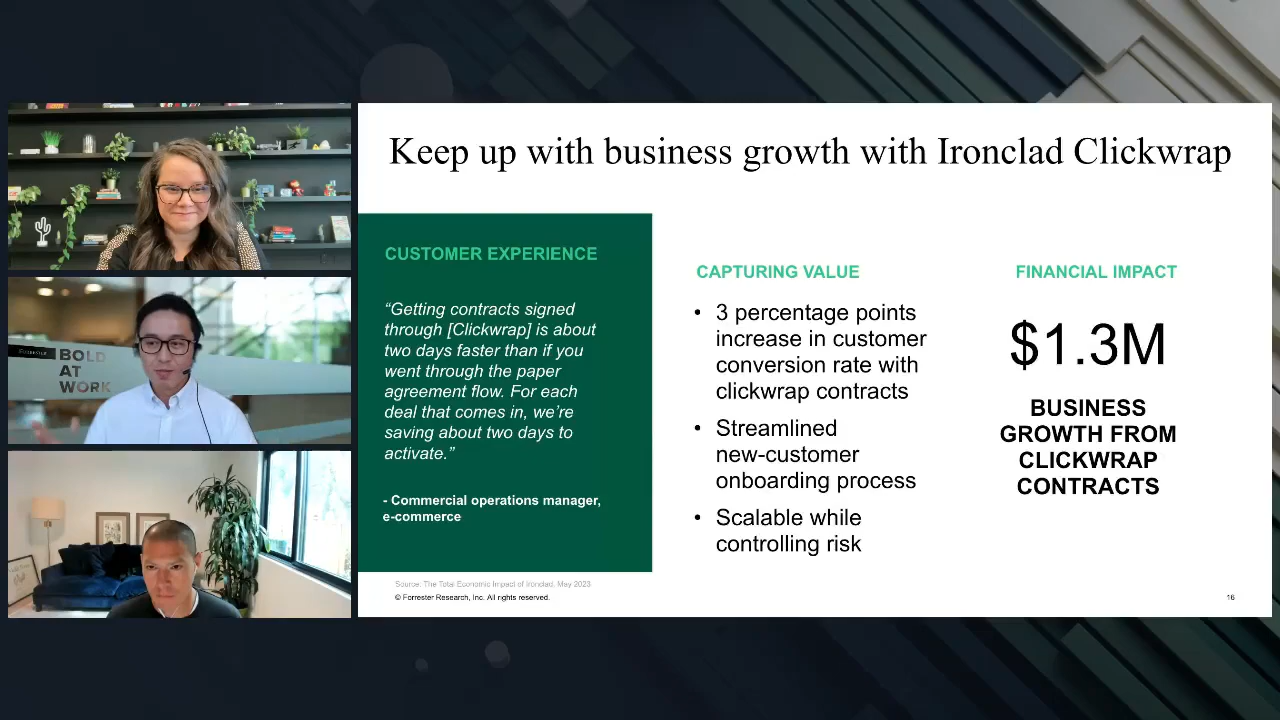 Keep up with business growth with Ironclad Clickwrap
CUSTOMER EXPERIENCE
“Getting contracts signed
through [Clickwrap] is about
two days faster than if you
went through the paper
agreement flow. For each
deal that comes in, we’re
saving about two days to
activate.”
- Commercial operations manager,
e-commerce
CAPTURING VALUE
• 3 percentage points
increase in customer
conversion rate with
clickwrap contracts
• Streamlined
new-customer
onboarding process
• Scalable while
controlling risk
FINANCIAL IMPACT
$1.3M
BUSINESS
GROWTH FROM
CLICKWRAP
CONTRACTS
Source: The Total Economic Impact of Ironclad, May 2023
© Forrester Research, Inc. All rights reserved.
16
FORRESTER
BOLD
AT
WORK